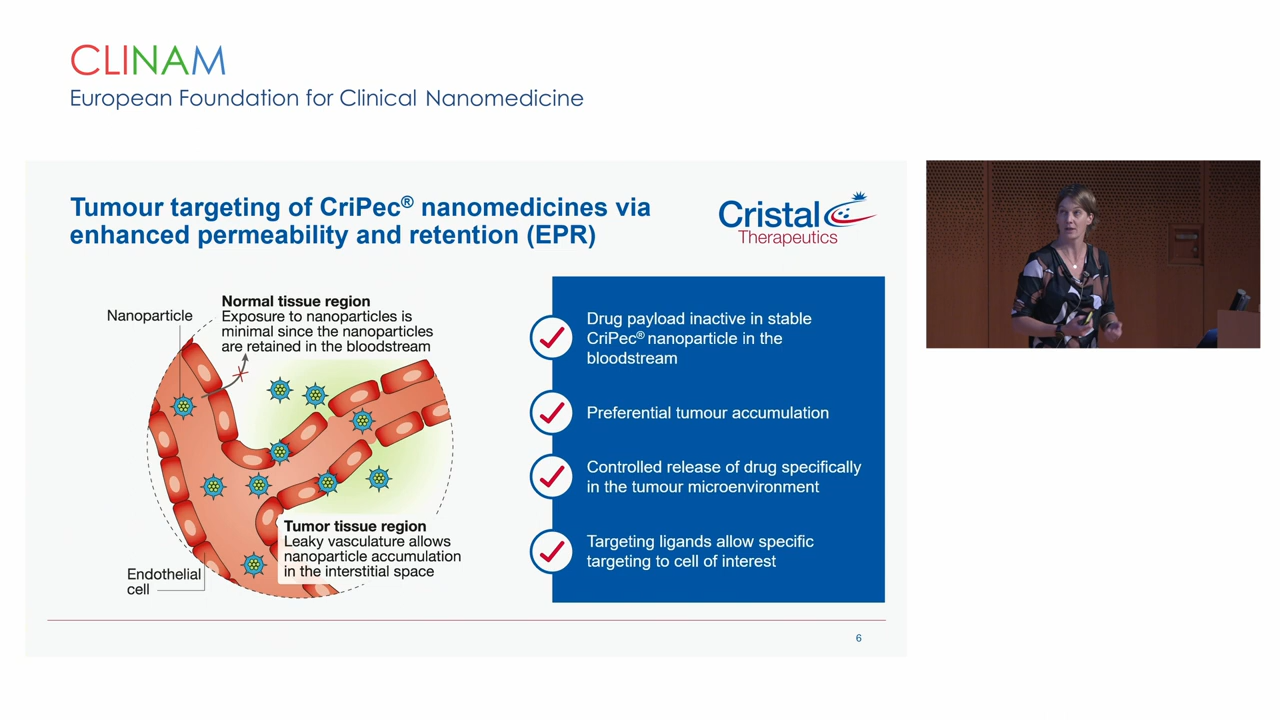 CLINAM
European Foundation for Clinical Nanomedicine
Tumour targeting of CriPec® nanomedicines via
enhanced permeability and retention (EPR)
Cristal
Therapeutics
Nanoparticle
Normal tissue region
Exposure to nanoparticles is
minimal since the nanoparticles
are retained in the bloodstream
Tumor tissue region
Leaky vasculature allows
nanoparticle accumulation
in the interstitial space
Endothelial
cell
Drug payload inactive in stable
CriPec® nanoparticle in the
bloodstream
Preferential tumour accumulation
Controlled release of drug specifically
in the tumour microenvironment
Targeting ligands allow specific
targeting to cell of interest
6